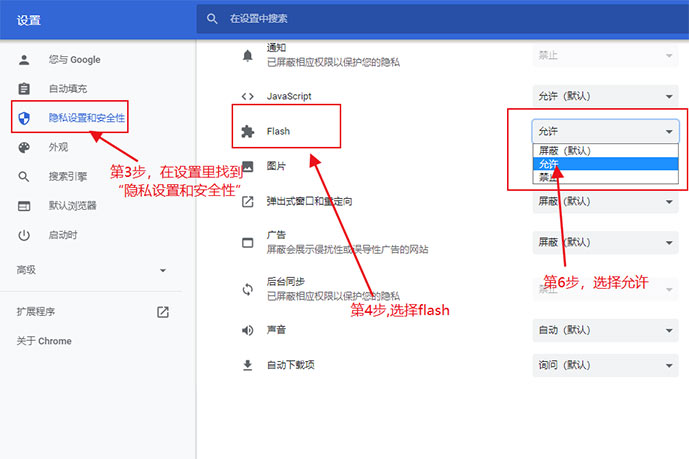 设置
在设置中搜索
您与 Google
自动填充
隐私设置和安全性
外观
搜索引擎
默认浏览器
启动时
高级
扩展程序
关于 Chrome
第3步，在设置里找到
“隐私设置和安全性”
通知
已屏蔽相应权限以保护您的隐私
禁止
JavaScript
允许（默认）
Flash
允许
屏蔽（默认）
允许
禁止
图片
弹出式窗口和重定向
屏蔽（默认）
广告
屏蔽会展示侵扰性或误导性广告的网站
屏蔽（默认）
第6步，选择允许
后台同步
已屏蔽相应权限以保护您的隐私
禁止
第4步,选择flash
声音
自动（默认）
自动下载项
询问（默认）